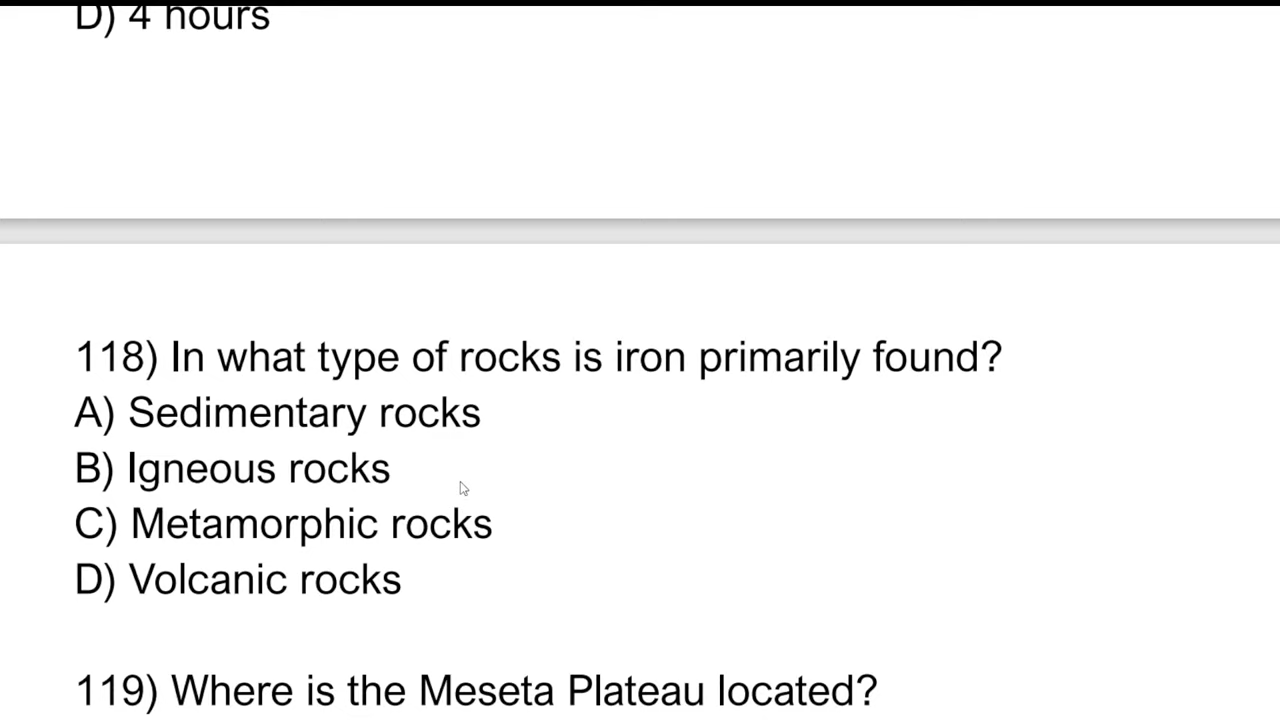 D) 4 hours
118) In what type of rocks is iron primarily found?
A) Sedimentary rocks
B) Igneous rocks
C) Metamorphic rocks
D) Volcanic rocks
119) Where is the Meseta Plateau located?